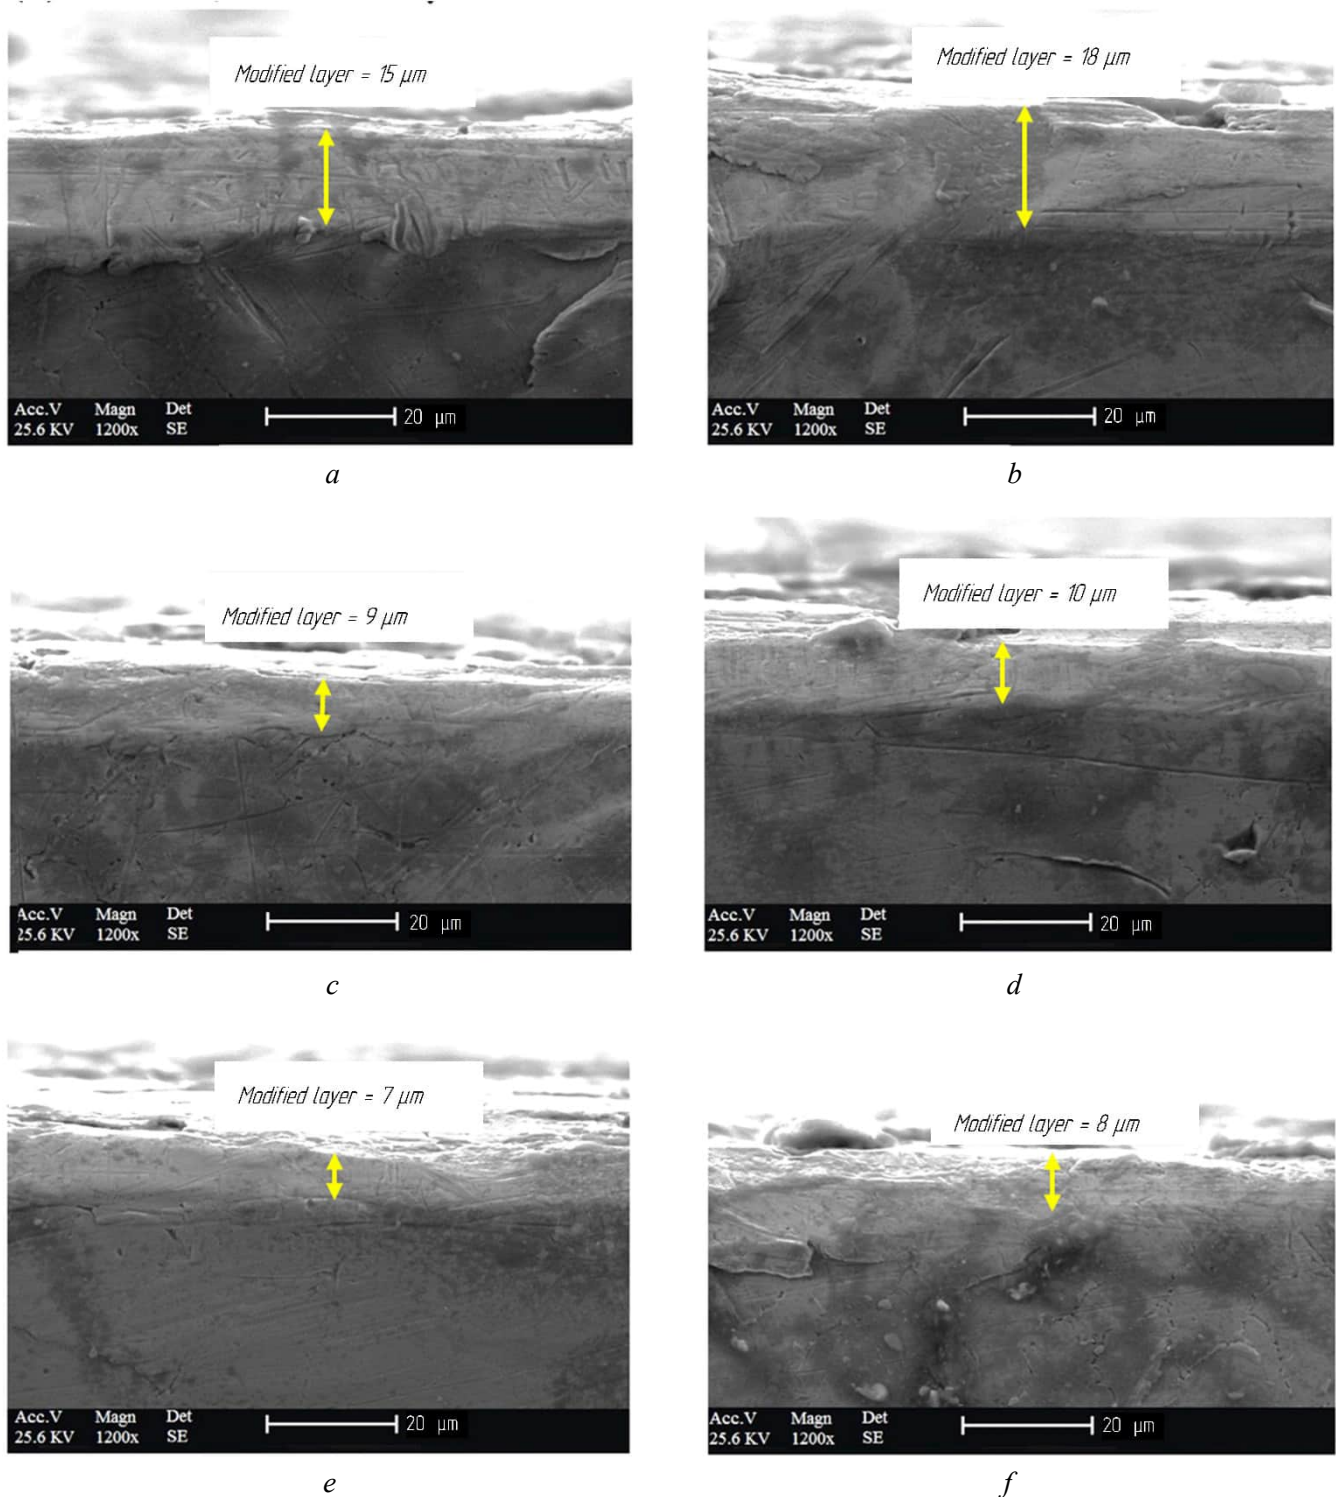 Modified layer = 15 μm
Modified layer = 18 μm
Acc.V Magn Det
25.6 KV 1200x SE
20 μm
Acc.V Magn Det
25.6 KV 1200x SE
20 μm
a
b
Modified layer = 9 μm
Modified layer = 10 μm
Acc.V Magn Det
25.6 KV 1200x SE
20 μm
Acc.V Magn Det
25.6 KV 1200x SE
20 μm
c
d
Modified layer = 7 μm
Modified layer = 8 μm
Acc.V Magn Det
25.6 KV 1200x SE
20 μm
Acc.V Magn Det
25.6 KV 1200x SE
20 μm
e
f